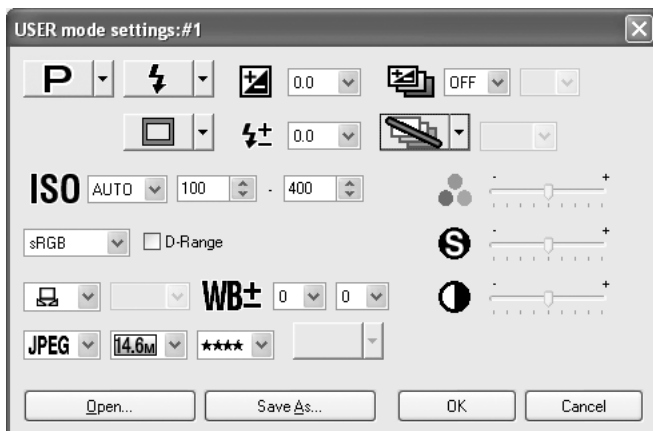 USER mode settings:#1
P 0.0 OFF
0.0
ISO AUTO 100 - 400 - +
sRGB D-Range S - +
WB± 0 0 - +
JPEG 14.6M ★★★★
Open... Save As... OK Cancel